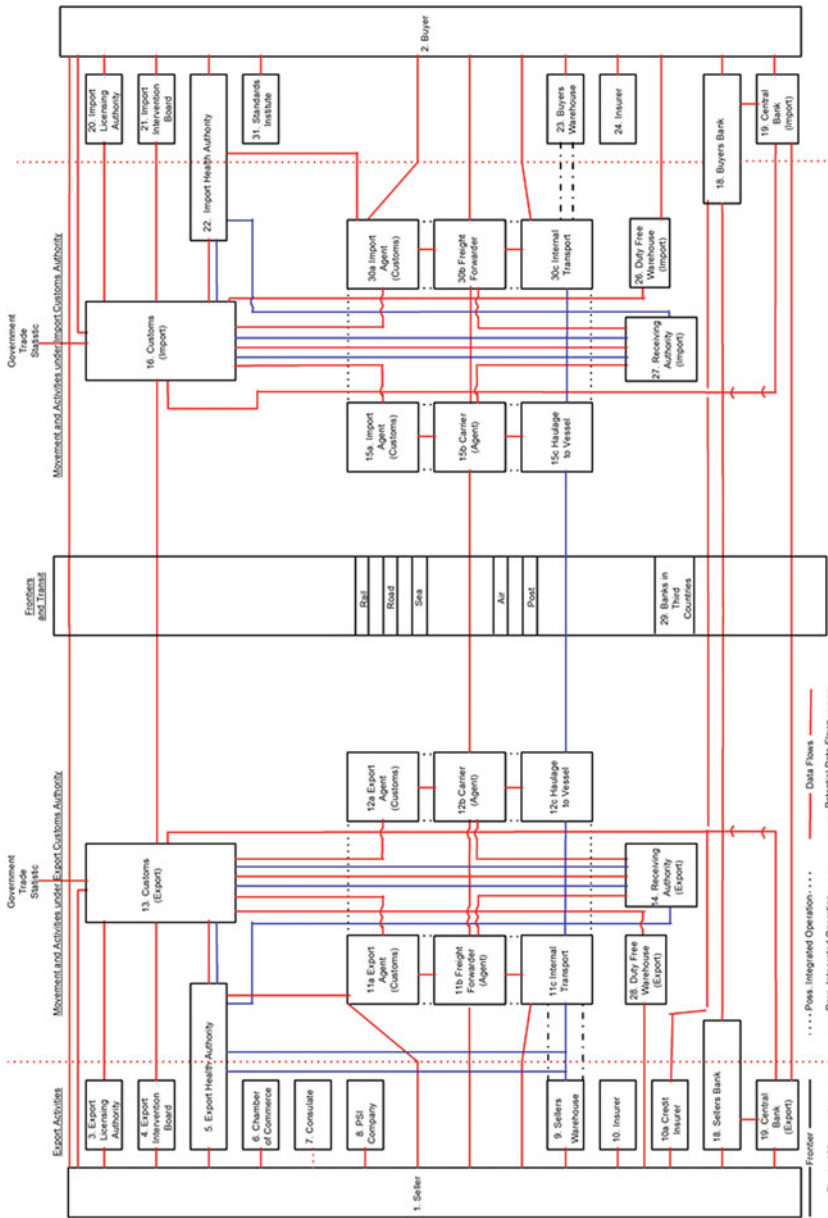 Export Activities
Movement and Activities under Export Customs Authority
Government
Trade
Statistic
Frontiers
and Transit
Movement and Activities under Import Customs Authority
Government
Trade
Statistic
1. Seller
3. Export
Licensing
Authority
4. Export
Intervention
Board
5. Export Health Authority
6. Chamber
of Commerce
7. Consulate
8. PSI
Company
9. Sellers
Warehouse
10. Insurer
10a Credit
Insurer
18. Sellers Bank
19. Central
Bank
(Export)
13. Customs
(Export)
11a Export
Agent
(Customs)
11b Freight
Forwarder
(Agent)
11c Internal
Transport
28. Duty Free
Warehouse
(Export)
12a Export
Agent
(Customs)
12b Carrier
(Agent)
12c Haulage
to Vessel
14. Receiving
Authority
(Export)
Rail
Road
Sea
Air
Post
29. Banks in
Third
Countries
16. Customs
(Import)
15a. Import
Agent
(Customs)
15b Carrier
(Agent)
15c Haulage
to Vessel
27. Receiving
Authority
(Import)
30a Import
Agent
(Customs)
30b Freight
Forwarder
30c Internal
Transport
26. Duty Free
Warehouse
(Import)
20. Import
Licensing
Authority
21. Import
Intervention
Board
22. Import Health Authority
31. Standards
Institute
23. Buyers
Warehouse
24. Insurer
18. Buyers Bank
19. Central
Bank
(Import)
2. Buyer
Frontier
Poss. Integrated Operation
Data Flows